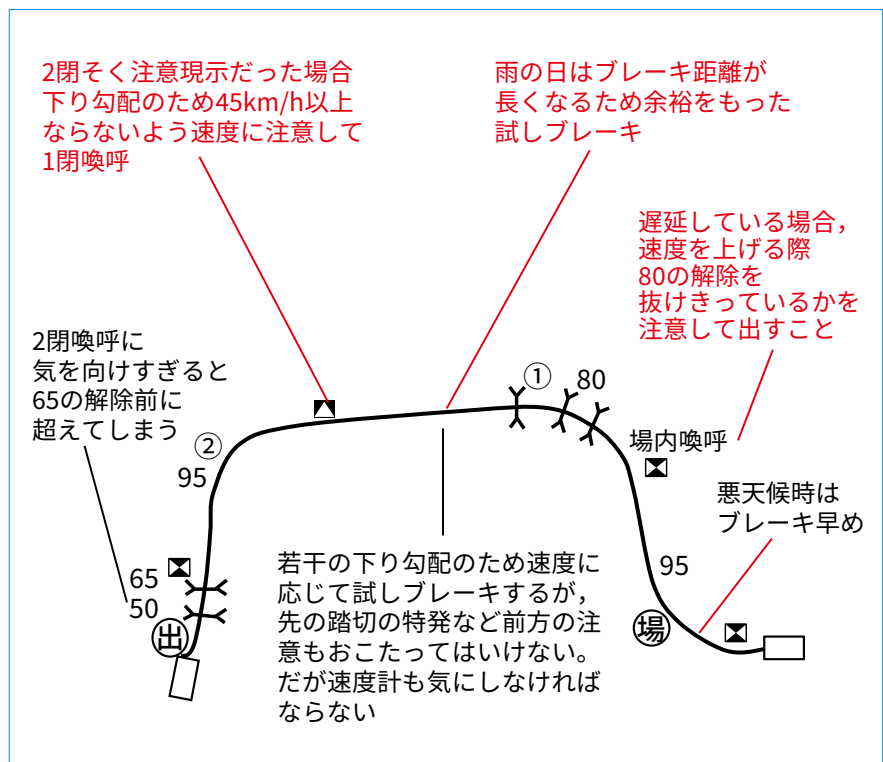 2閉そく注意現示だった場合
下り勾配のため45km/h以上
ならないよう速度に注意して
1閉喚呼
雨の日はブレーキ距離が
長くなるため余裕をもった
試しブレーキ
遅延している場合，
速度を上げる際
80の解除を
抜けきっているかを
注意して出すこと
2閉喚呼に
気を向けすぎると
65の解除前に
超えてしまう
①
80
②
95
場内喚呼
悪天候時は
ブレーキ早め
95
65
50
出
場
若干の下り勾配のため速度に
応じて試しブレーキするが，
先の踏切の特発など前方の注
意もおこたってはいけない。
だが速度計も気にしなければ
ならない